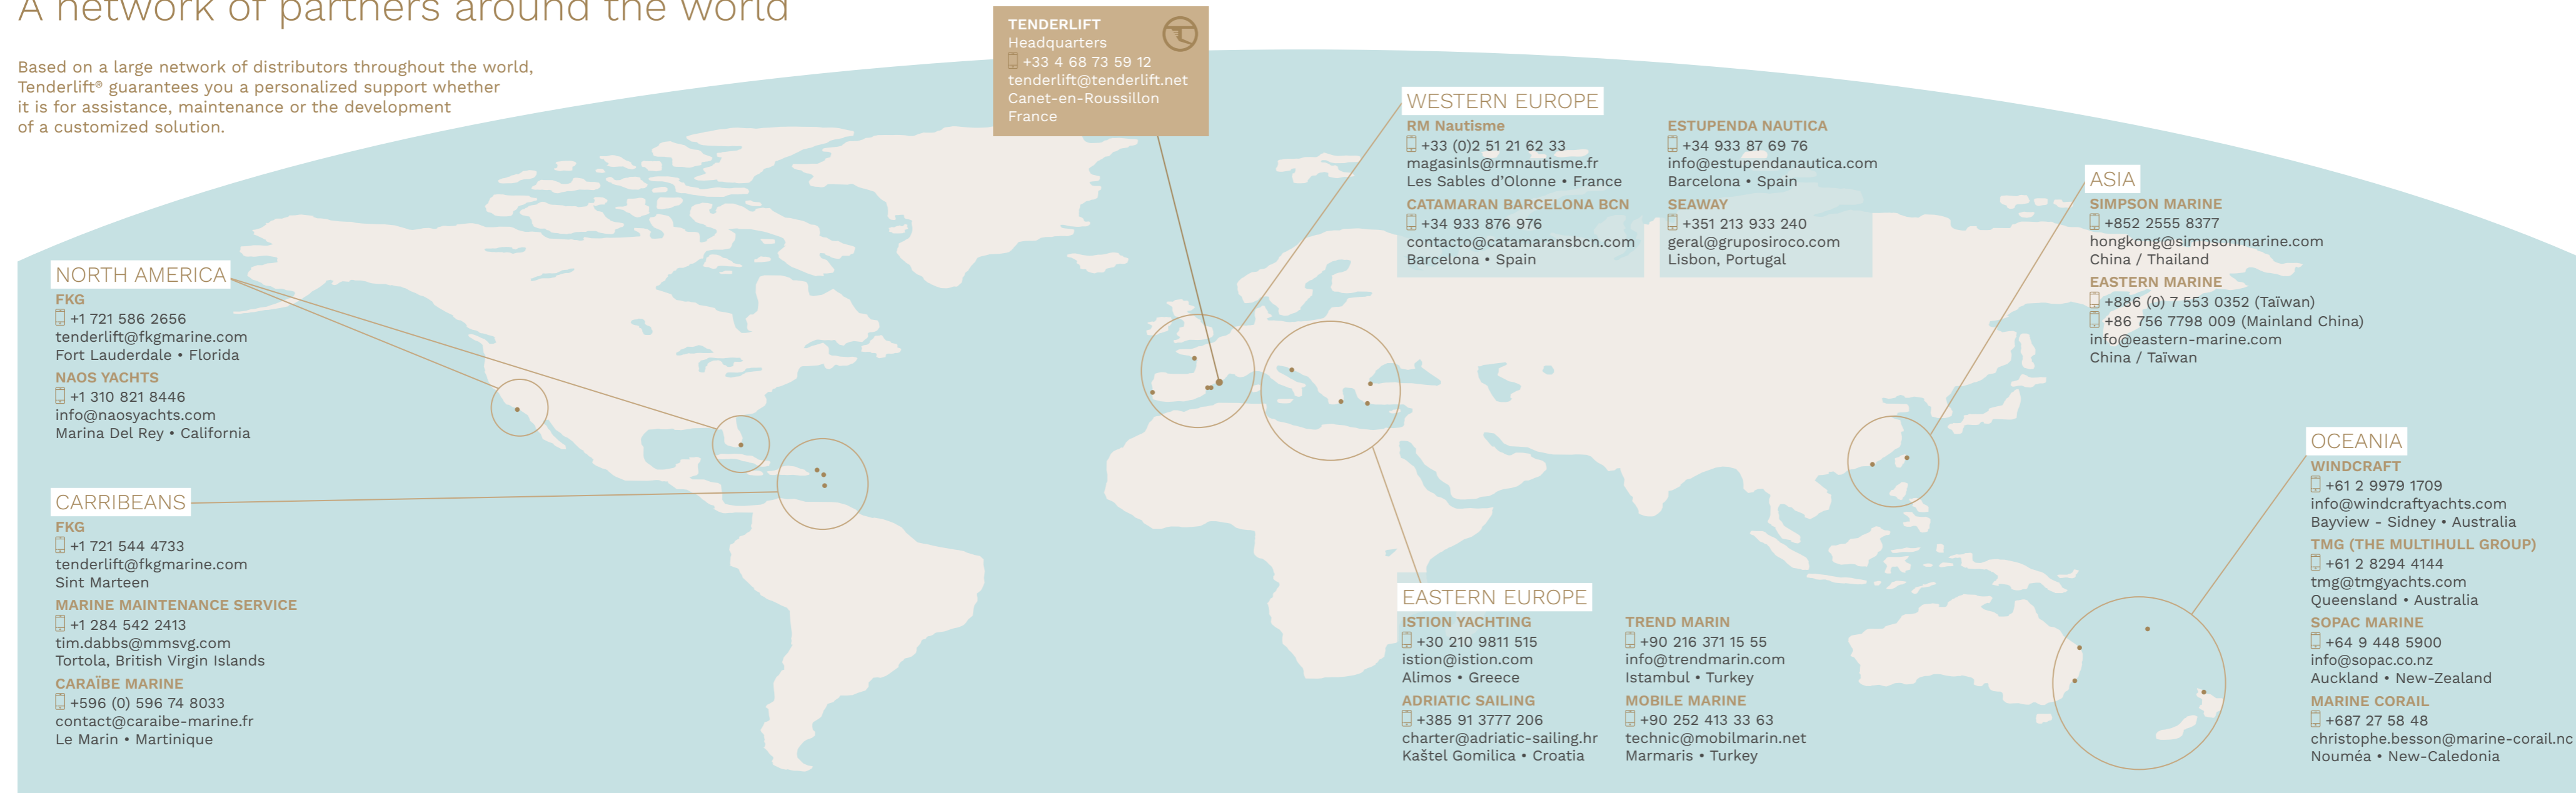 A network of partners around the world
Based on a large network of distributors throughout the world,
Tenderlift® guarantees you a personalized support whether
it is for assistance, maintenance or the development
of a customized solution.
TENDERLIFT
Headquarters
+33 4 68 73 59 12
tenderlift@tenderlift.net
Canet-en-Roussillon
France
NORTH AMERICA
FKG
+1 721 586 2656
tenderlift@fkgmarine.com
Fort Lauderdale • Florida
NAOS YACHTS
+1 310 821 8446
info@naosyachts.com
Marina Del Rey • California
CARRIBEANS
FKG
+1 721 544 4733
tenderlift@fkgmarine.com
Sint Marteen
MARINE MAINTENANCE SERVICE
+1 284 542 2413
tim.dabbs@mmsvg.com
Tortola, British Virgin Islands
CARAÏBE MARINE
+596 (0) 596 74 8033
contact@caraibe-marine.fr
Le Marin • Martinique
WESTERN EUROPE
RM Nautisme
+33 (0)2 51 21 62 33
magasinls@rmnautisme.fr
Les Sables d’Olonne • France
CATAMARAN BARCELONA BCN
+34 933 876 976
contacto@catamaransbcn.com
Barcelona • Spain
ESTUPENDA NAUTICA
+34 933 87 69 76
info@estupendanautica.com
Barcelona • Spain
SEAWAY
+351 213 933 240
geral@gruposiroco.com
Lisbon, Portugal
EASTERN EUROPE
ISTION YACHTING
+30 210 9811 515
istion@istion.com
Alimos • Greece
ADRIATIC SAILING
+385 91 3777 206
charter@adriatic-sailing.hr
Kaštel Gomilica • Croatia
TREND MARIN
+90 216 371 15 55
info@trendmarin.com
Istambul • Turkey
MOBILE MARINE
+90 252 413 33 63
technic@mobilmarin.net
Marmaris • Turkey
ASIA
SIMPSON MARINE
+852 2555 8377
hongkong@simpsonmarine.com
China / Thailand
EASTERN MARINE
+886 (0) 7 553 0352 (Taïwan)
+86 756 7798 009 (Mainland China)
info@eastern-marine.com
China / Taïwan
OCEANIA
WINDCRAFT
+61 2 9979 1709
info@windcraftyachts.com
Bayview - Sidney • Australia
TMG (THE MULTIHULL GROUP)
+61 2 8294 4144
tmg@tmgyachts.com
Queensland • Australia
SOPAC MARINE
+64 9 448 5900
info@sopac.co.nz
Auckland • New-Zealand
MARINE CORAIL
+687 27 58 48
christophe.besson@marine-corail.nc
Nouméa • New-Caledonia